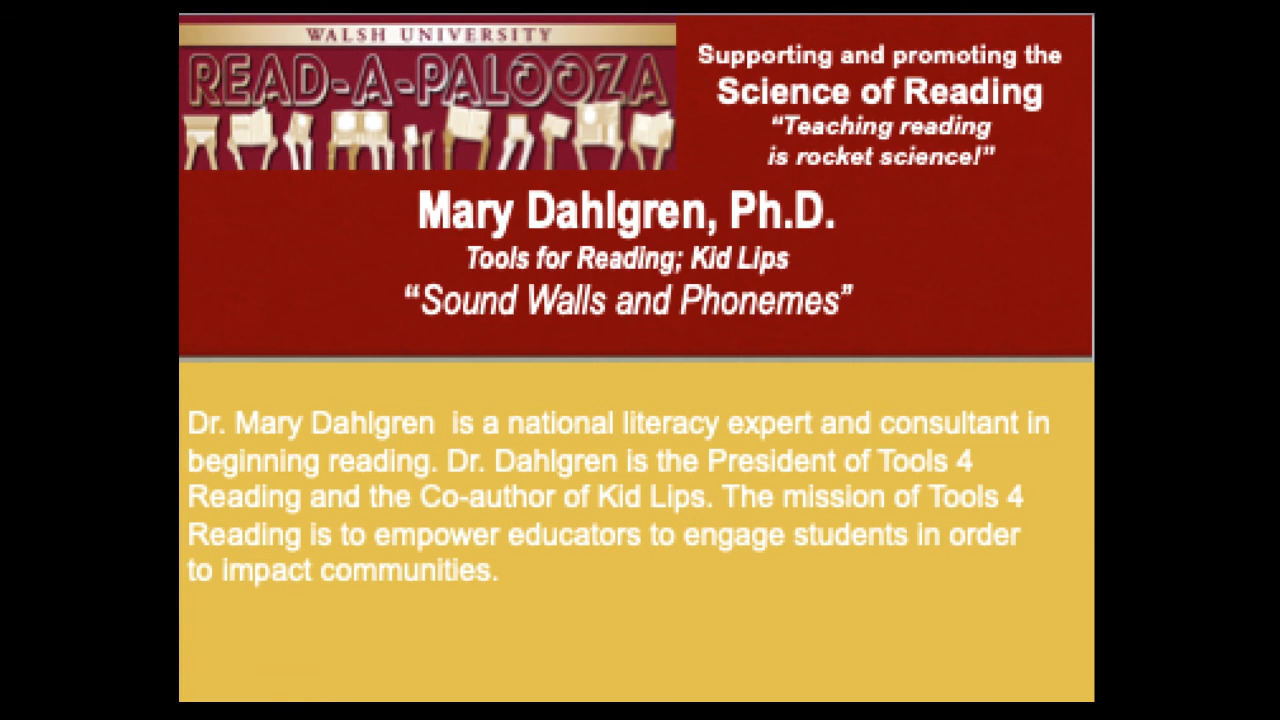 WALSH UNIVERSITY
READ-A-PALOOZA
Supporting and promoting the
Science of Reading
“Teaching reading
is rocket science!”
Mary Dahlgren, Ph.D.
Tools for Reading; Kid Lips
“Sound Walls and Phonemes”
Dr. Mary Dahlgren is a national literacy expert and consultant in
beginning reading. Dr. Dahlgren is the President of Tools 4
Reading and the Co-author of Kid Lips. The mission of Tools 4
Reading is to empower educators to engage students in order
to impact communities.